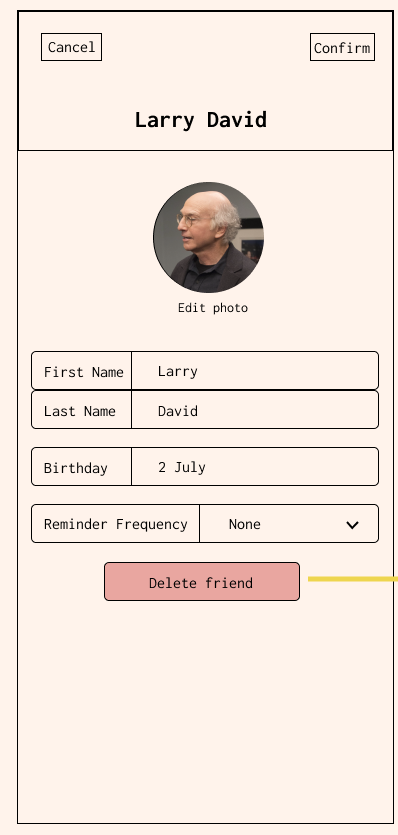 Cancel
Confirm
Larry David
Edit photo
First Name
Larry
Last Name
David
Birthday
2 July
Reminder Frequency
None
Delete friend